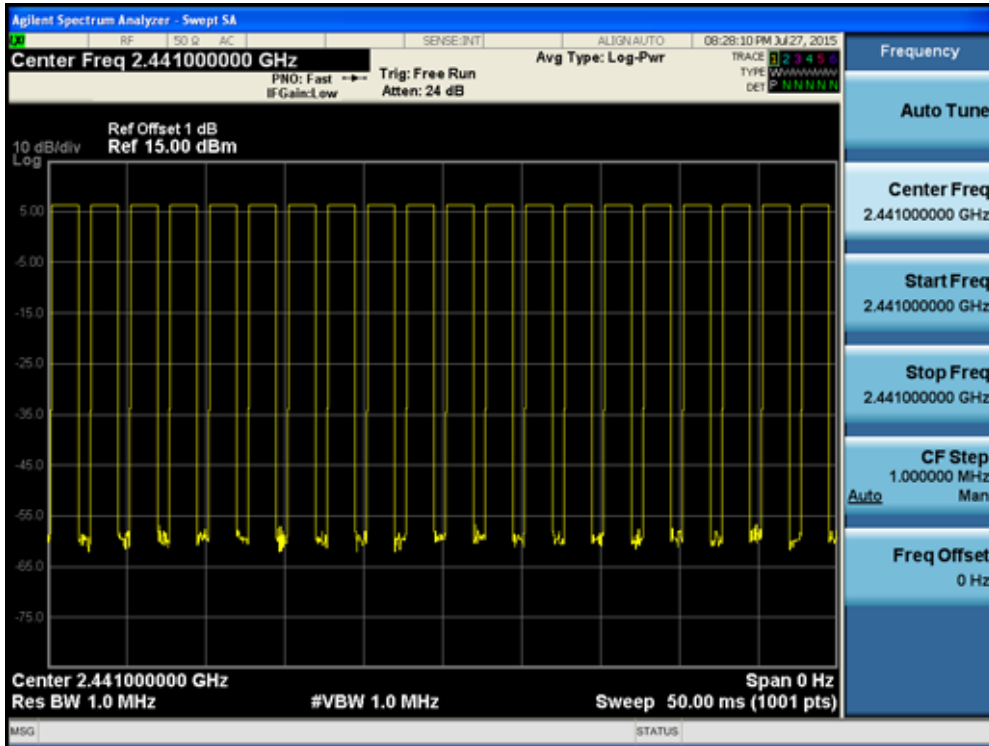 Agilent Spectrum Analyzer - Swept SA
LXI RF 50 Ω AC SENSE:INT ALIGN AUTO 08:28:10 PM Jul 27, 2015
Center Freq 2.441000000 GHz
Avg Type: Log-Pwr
TRACE 1 2 3 4 5 6
PNO: Fast
Trig: Free Run
TYPE WWWWWW
IFGain:Low
Atten: 24 dB
DET P N N N N N
Ref Offset 1 dB
10 dB/div Ref 15.00 dBm
Log
5.00
-5.00
-15.0
-25.0
-35.0
-45.0
-55.0
-65.0
-75.0
Center 2.441000000 GHz Span 0 Hz
Res BW 1.0 MHz #VBW 1.0 MHz Sweep 50.00 ms (1001 pts)
MSG STATUS
Frequency
Auto Tune
Center Freq
2.441000000 GHz
Start Freq
2.441000000 GHz
Stop Freq
2.441000000 GHz
CF Step
1.000000 MHz
Auto Man
Freq Offset
0 Hz